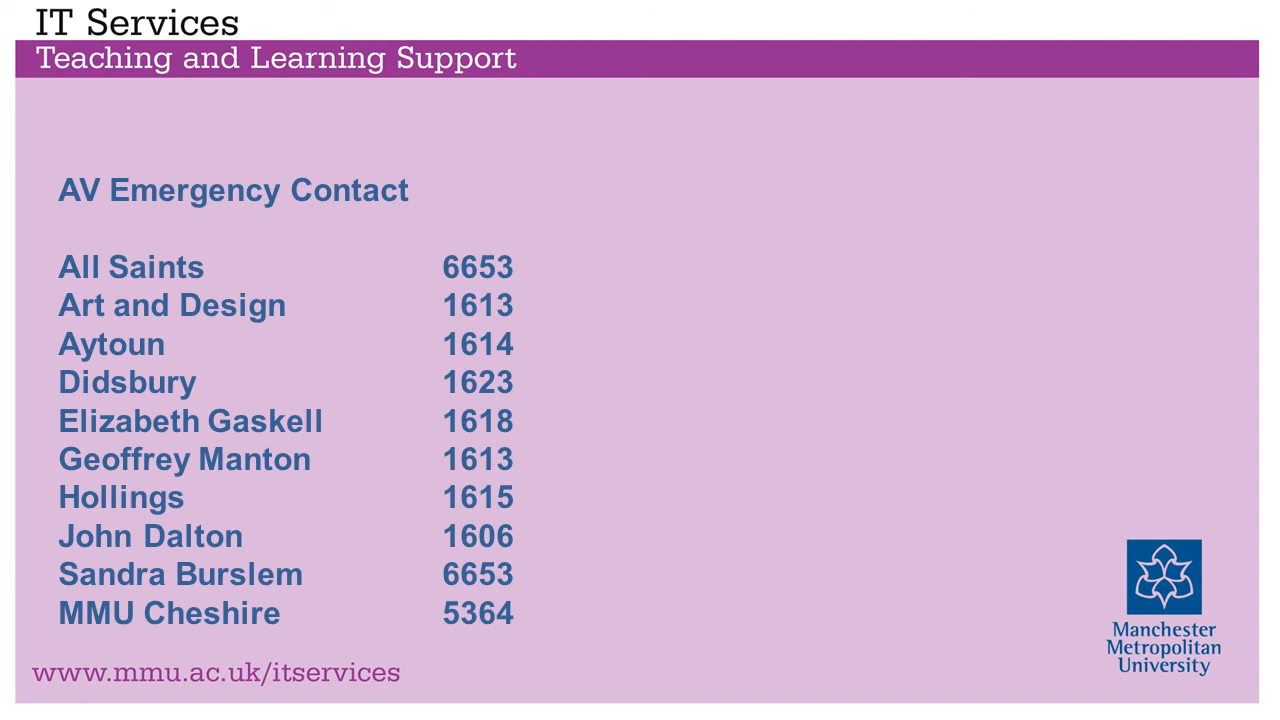 IT Services
Teaching and Learning Support
AV Emergency Contact
All Saints 6653
Art and Design 1613
Aytoun 1614
Didsbury 1623
Elizabeth Gaskell 1618
Geoffrey Manton 1613
Hollings 1615
John Dalton 1606
Sandra Burslem 6653
MMU Cheshire 5364
www.mmu.ac.uk/itservices
Manchester
Metropolitan
University